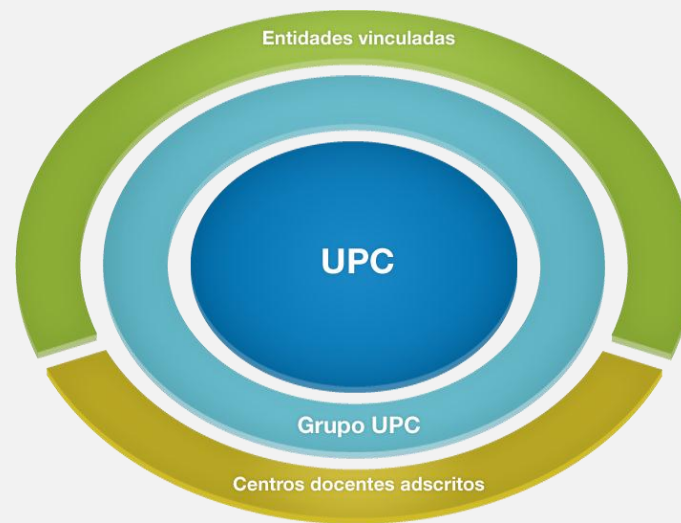 Entidades vinculadas
UPC
Grupo UPC
Centros docentes adscritos